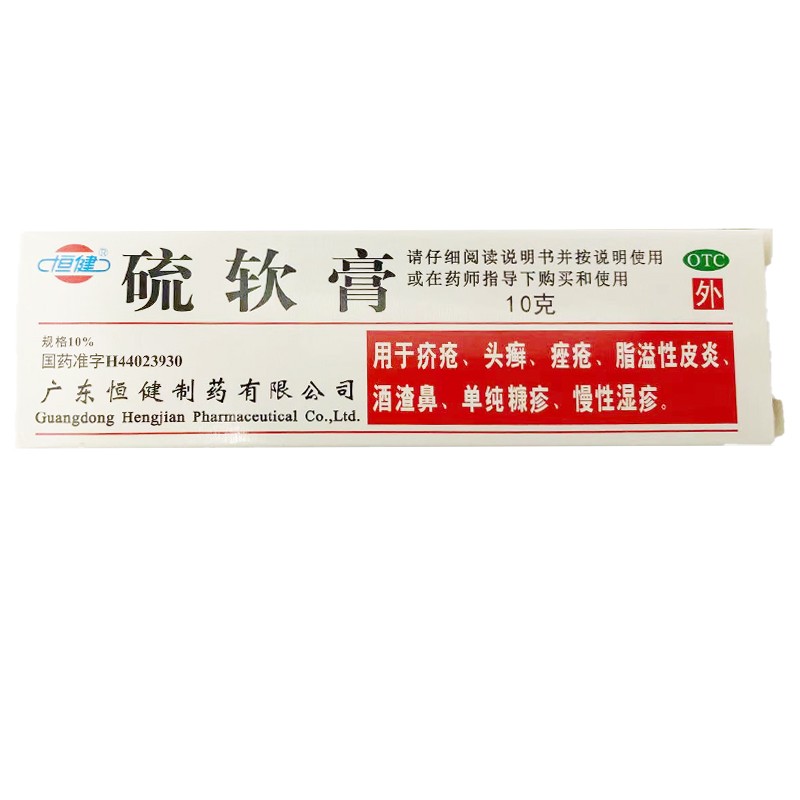 恒健®
硫软膏
请仔细阅读说明书并按说明使用
或在药师指导下购买和使用
10克
OTC
外
规格10%
国药准字H44023930
广东恒健制药有限公司
Guangdong Hengjian Pharmaceutical Co.,Ltd.
用于疥疮、头癣、痤疮、脂溢性皮炎、
酒渣鼻、单纯糠疹、慢性湿疹。